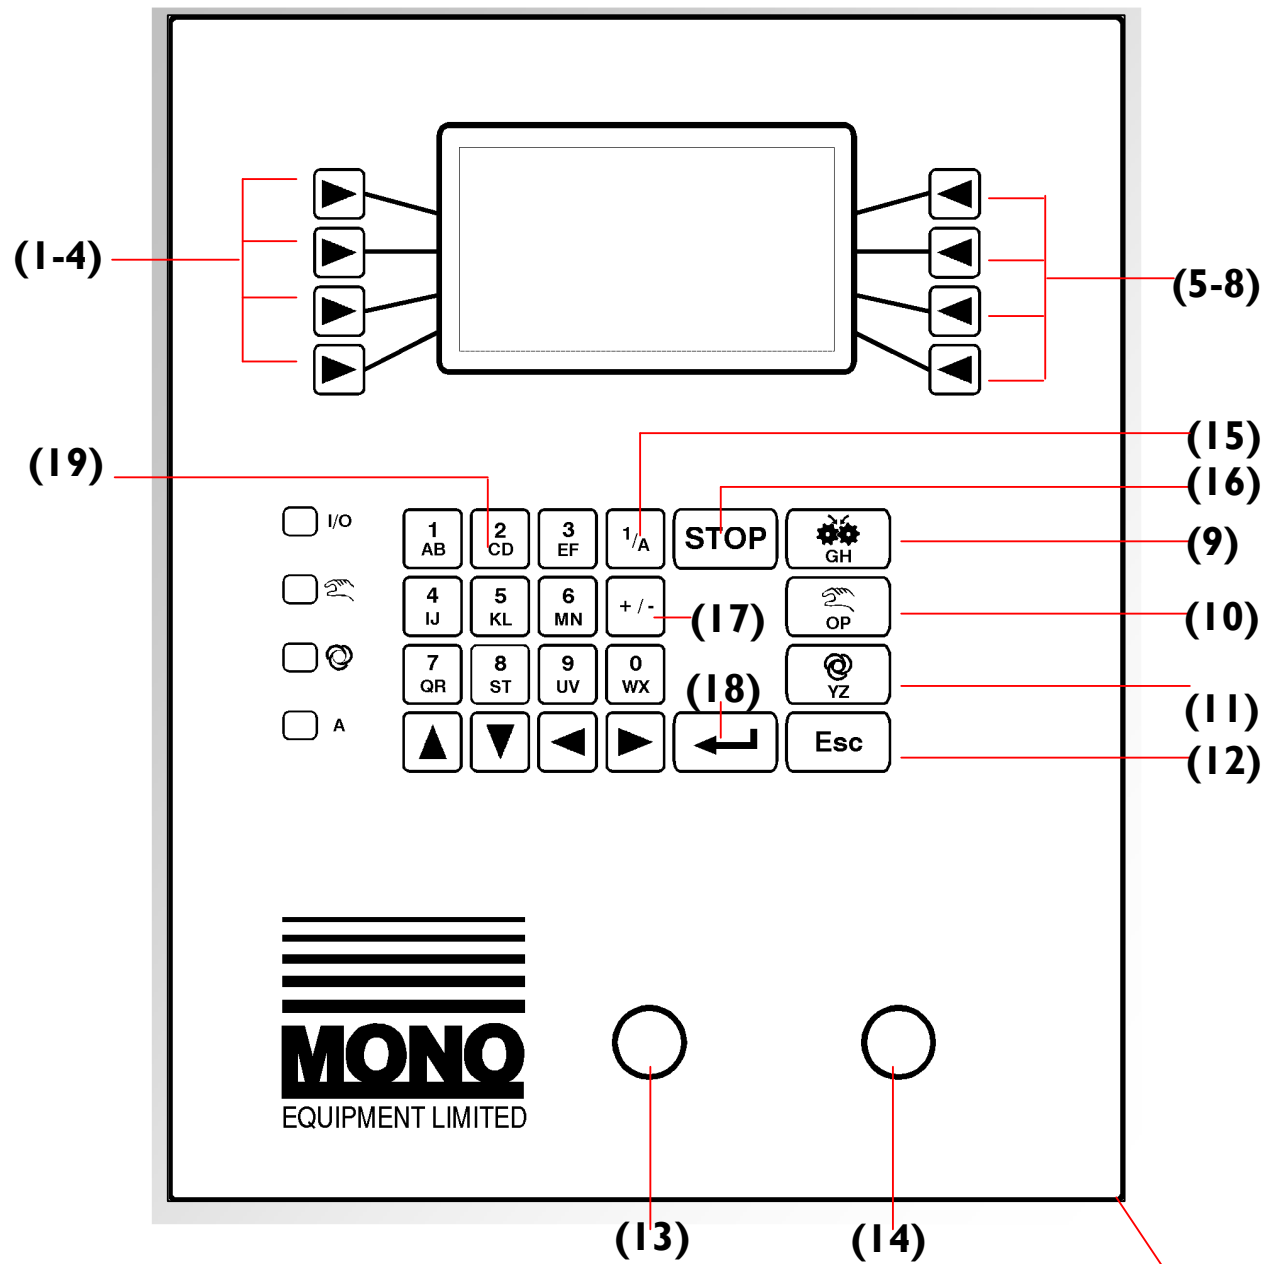 (1-4)
(5-8)
(15)
(19)
(16)
I/O
1 2 3 1/A STOP
AB CD EF GH
(9)
4 5 6 + / -
IJ KL MN OP
(17)
(10)
7 8 9 0
QR ST UV WX YZ
(18)
(11)
A
Esc
(12)
MONO
EQUIPMENT LIMITED
(13)
(14)